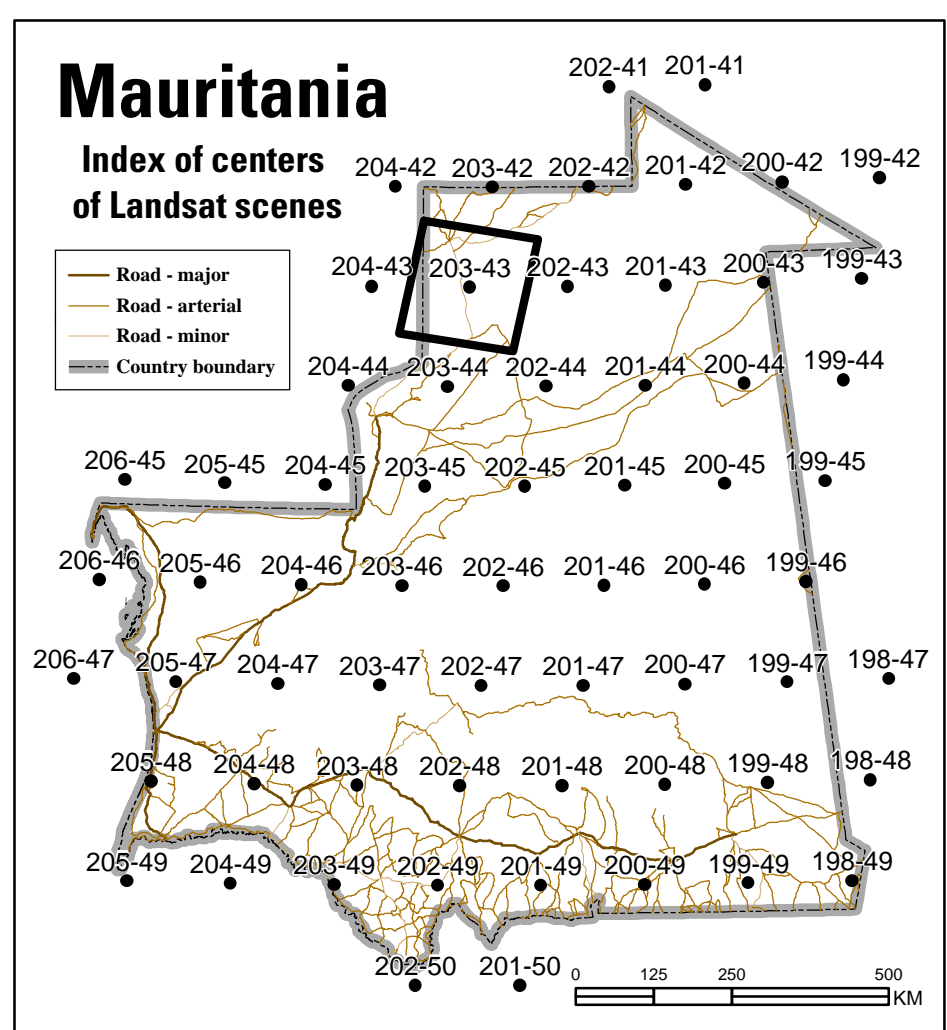 Mauritania
Index of centers
of Landsat scenes
Road - major
Road - arterial
Road - minor
Country boundary
202-41 201-41
204-42 203-42 202-42 201-42 200-42 199-42
204-43 203-43 202-43 201-43 200-43 199-43
204-44 203-44 202-44 201-44 200-44 199-44
206-45 205-45 204-45 203-45 202-45 201-45 200-45 199-45
206-46 205-46 204-46 203-46 202-46 201-46 200-46 199-46
206-47 205-47 204-47 203-47 202-47 201-47 200-47 199-47 198-47
205-48 204-48 203-48 202-48 201-48 200-48 199-48 198-48
205-49 204-49 203-49 202-49 201-49 200-49 199-49 198-49
202-50 201-50
0 125 250 500
KM